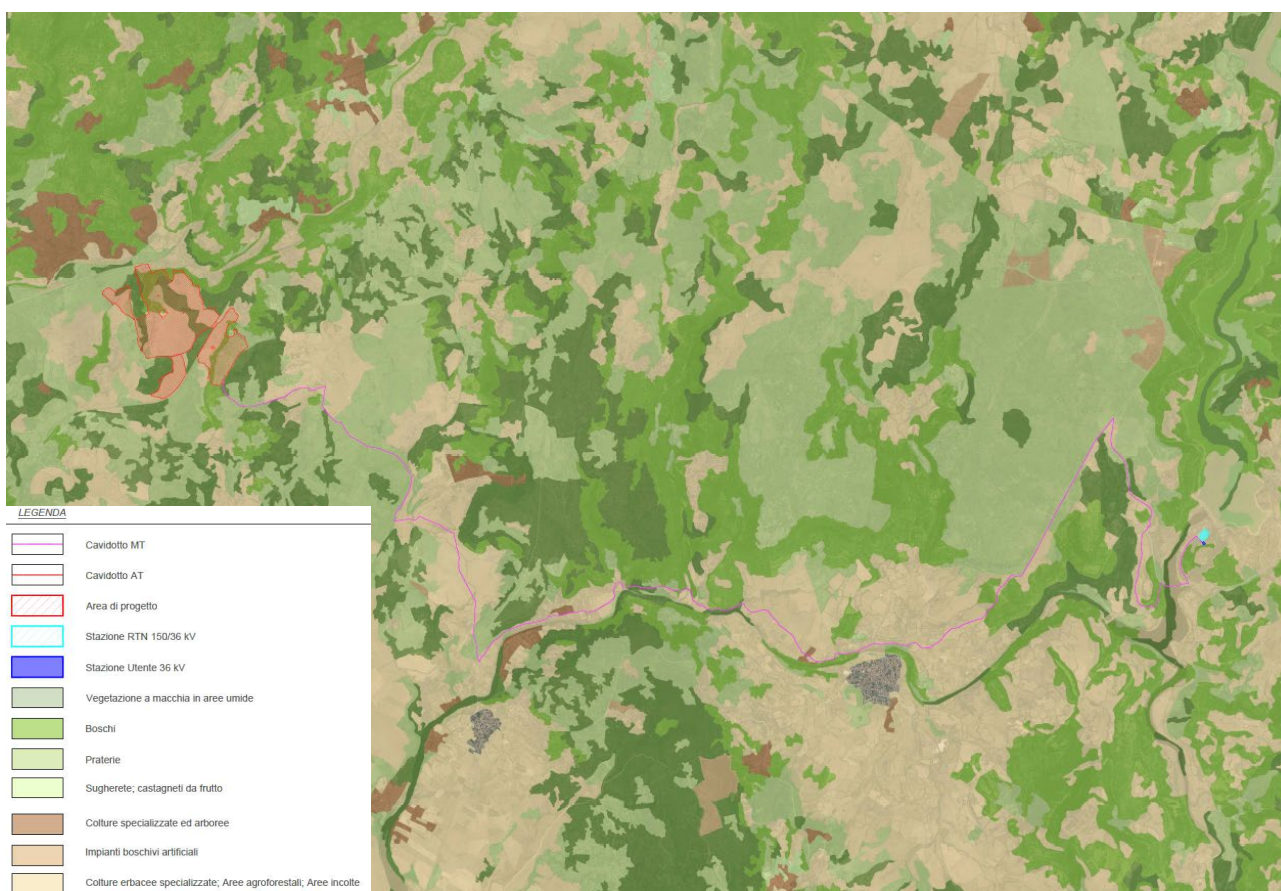 LEGENDA
Cavidotto MT
Cavidotto AT
Area di progetto
Stazione RTN 150/36 kV
Stazione Utente 36 kV
Vegetazione a macchia in aree umide
Boschi
Praterie
Sugherete; castagneti da frutto
Colture specializzate ed arboree
Impianti boschivi artificiali
Colture erbacee specializzate; Aree agroforestali; Aree incolte